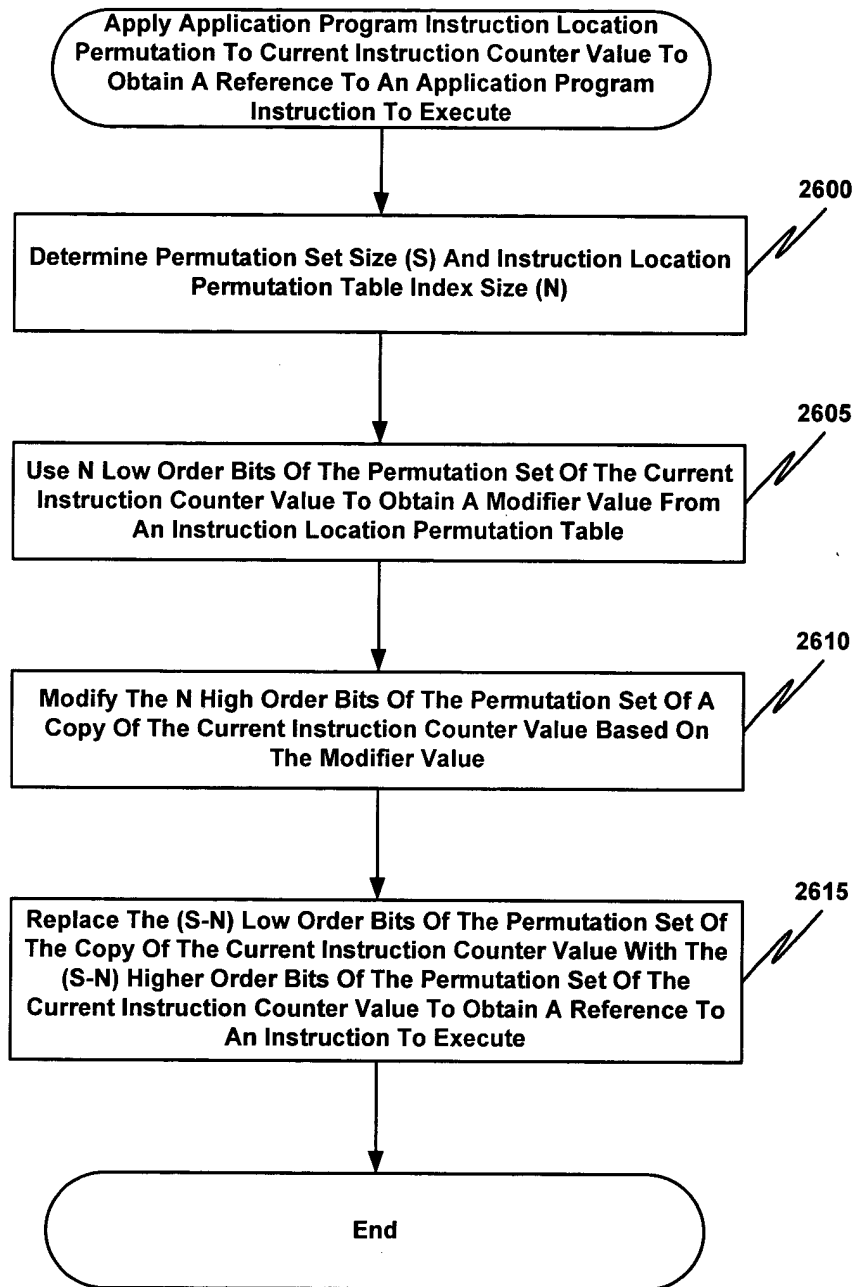 Apply Application Program Instruction Location
Permutation To Current Instruction Counter Value To
Obtain A Reference To An Application Program
Instruction To Execute
2600
Determine Permutation Set Size (S) And Instruction Location
Permutation Table Index Size (N)
2605
Use N Low Order Bits Of The Permutation Set Of The Current
Instruction Counter Value To Obtain A Modifier Value From
An Instruction Location Permutation Table
2610
Modify The N High Order Bits Of The Permutation Set Of A
Copy Of The Current Instruction Counter Value Based On
The Modifier Value
2615
Replace The (S-N) Low Order Bits Of The Permutation Set Of
The Copy Of The Current Instruction Counter Value With The
(S-N) Higher Order Bits Of The Permutation Set Of The
Current Instruction Counter Value To Obtain A Reference To
An Instruction To Execute
End